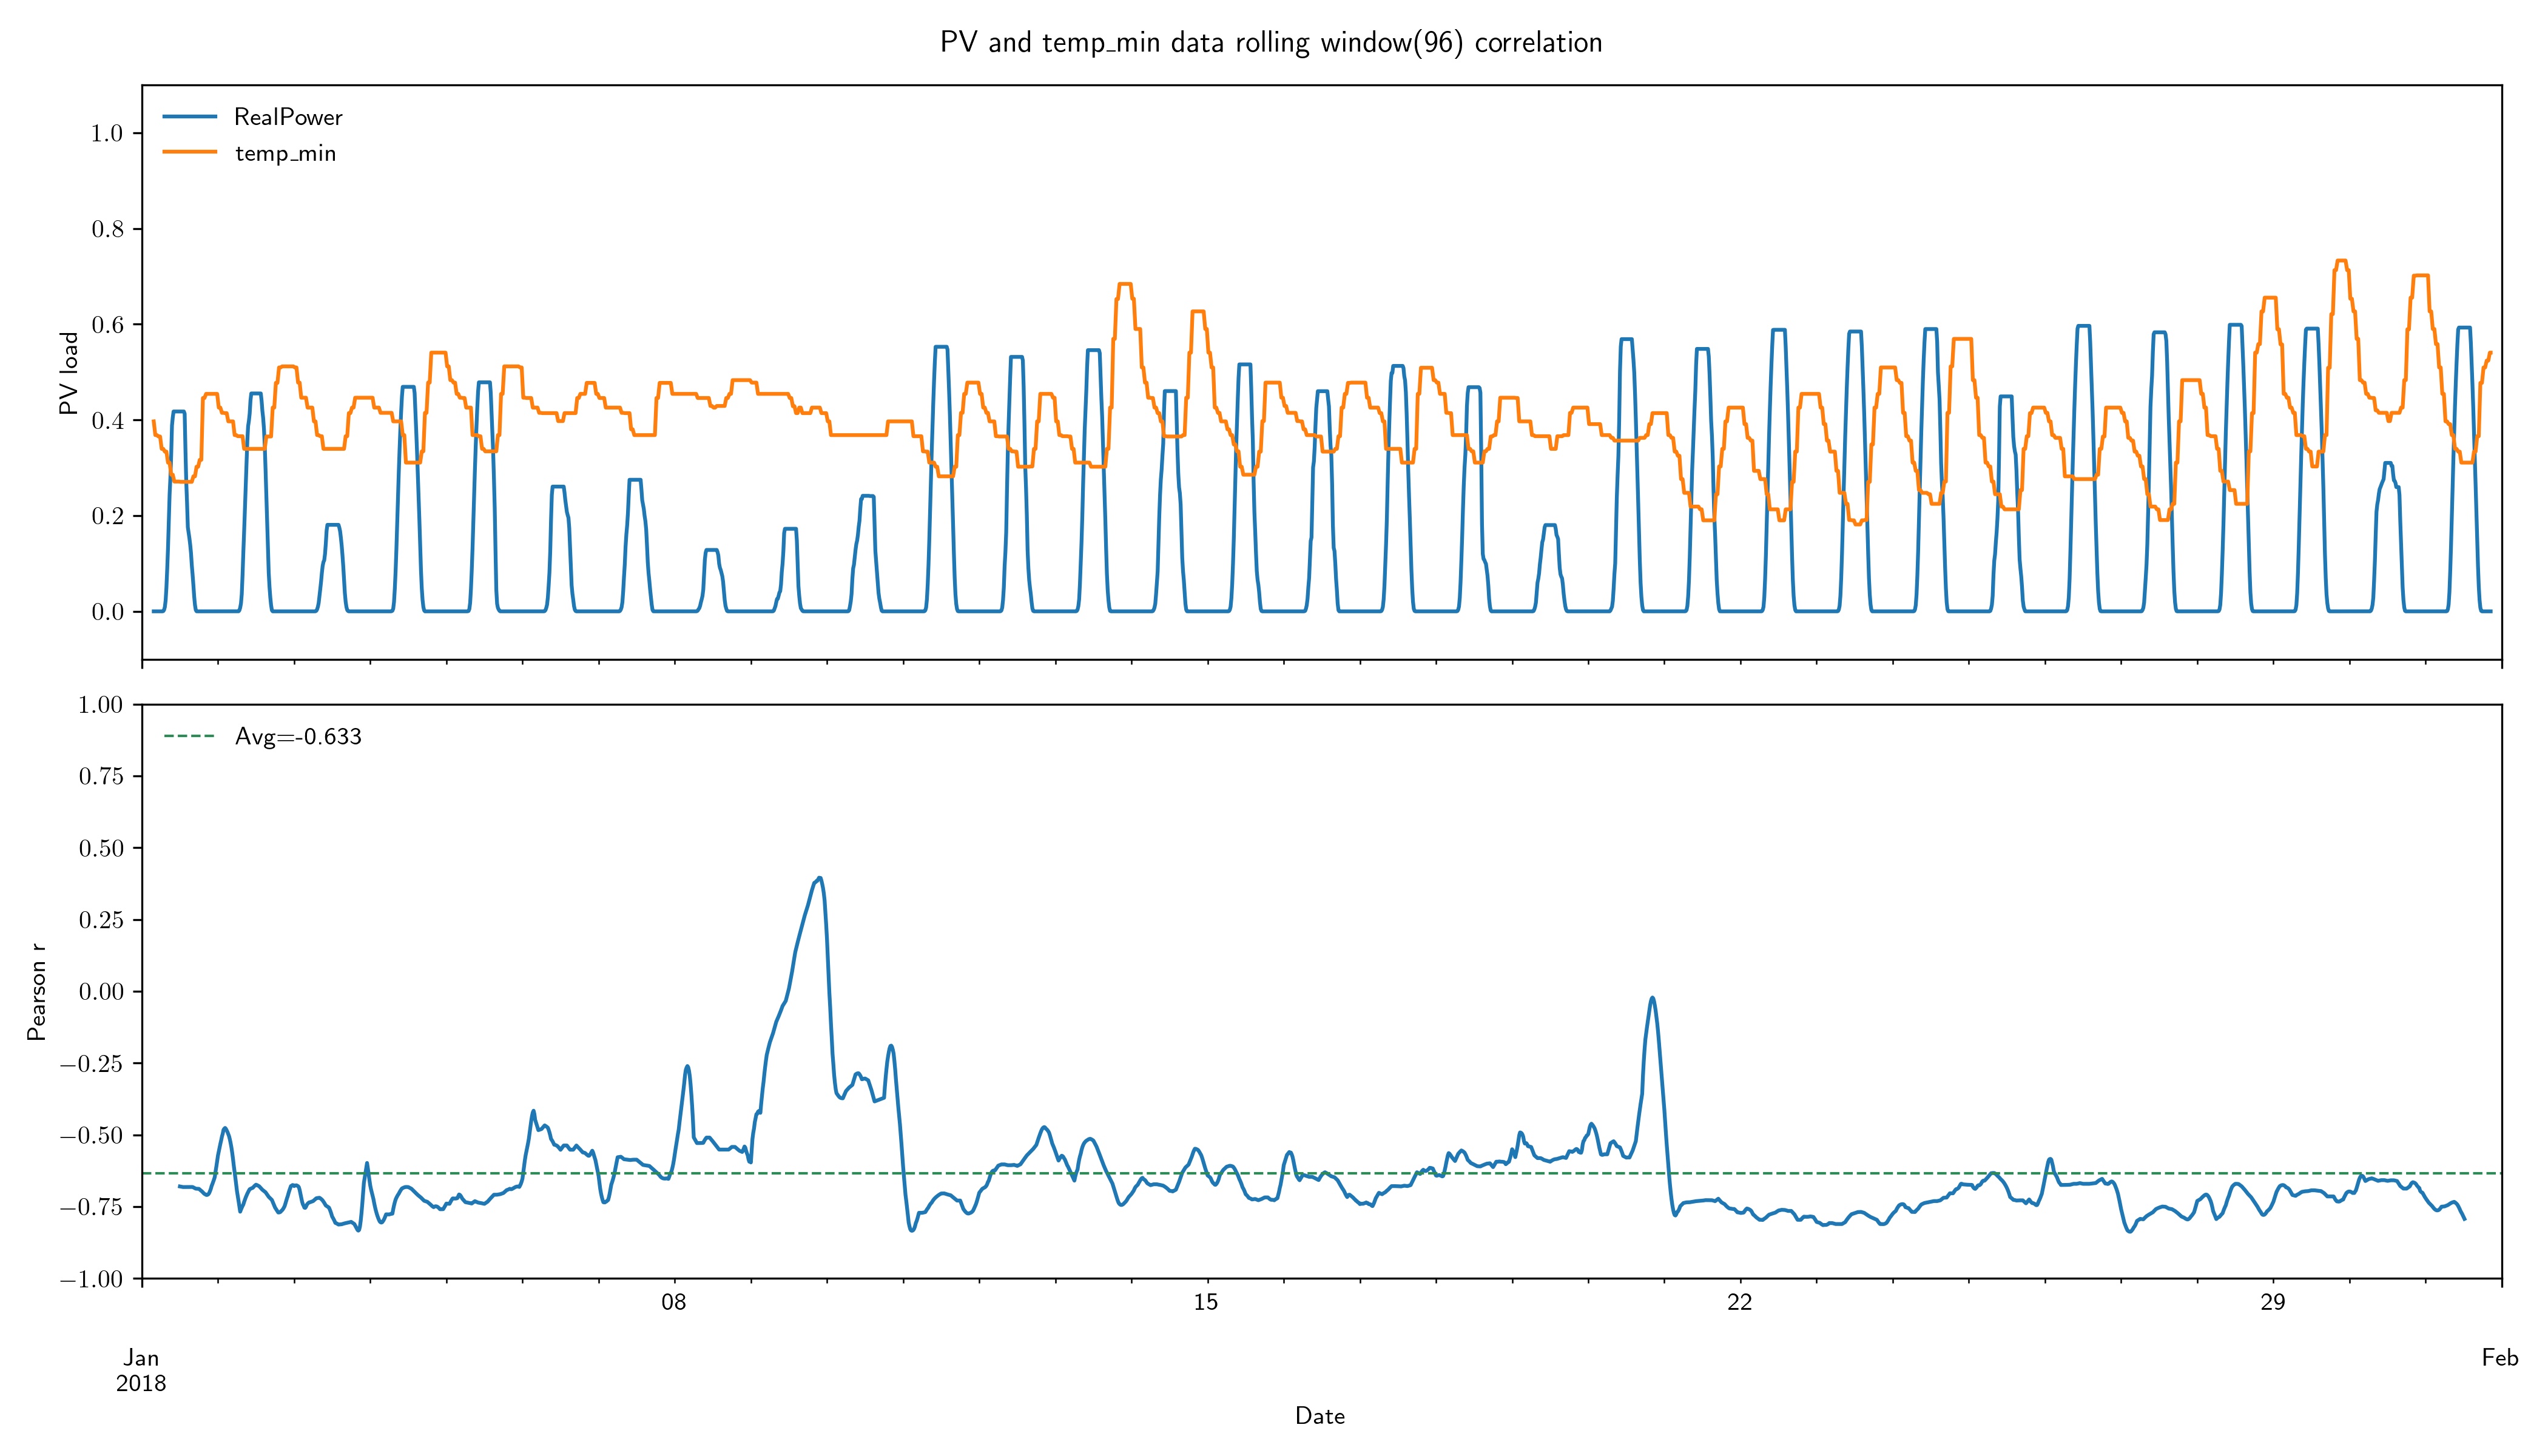 PV and temp_min data rolling window(96) correlation
RealPower
temp_min
1.0
0.8
0.6
0.4
0.2
0.0
PV load
Avg=-0.633
1.00
0.75
0.50
0.25
0.00
−0.25
−0.50
−0.75
−1.00
Pearson r
08
15
22
29
Jan
2018
Feb
Date